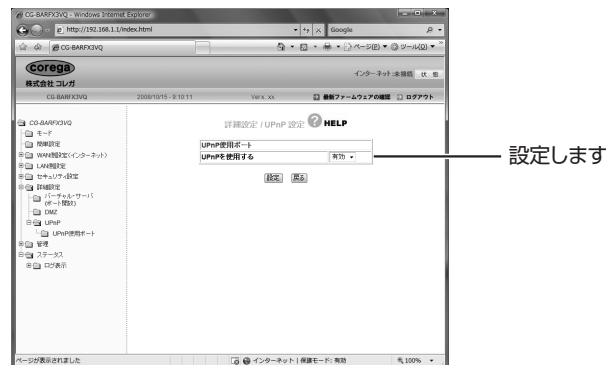 CG-BARFX3VQ - Windows Internet Explorer
http://192.168.1.1/index.html
Google
CG-BARFX3VQ
ページ(P)
ツール(O)
corega
株式会社 コレガ
インターネット:未接続
状態
CG-BARFX3VQ
2008/10/15 - 9:10:11
Ver x. xx
最新ファームウェアの確認
ログアウト
CG-BARFX3VQ
モード
簡単設定
WAN側設定(インターネット)
LAN側設定
セキュリティ設定
詳細設定
バーチャル・サーバ
(ポート開放)
DMZ
UPnP
UPnP使用ポート
管理
ステータス
ログ表示
詳細設定 / UPnP 設定 ? HELP
UPnP使用ポート
UPnPを使用する 有効
設定 戻る
設定します
ページが表示されました
インターネット | 保護モード: 有効
100%